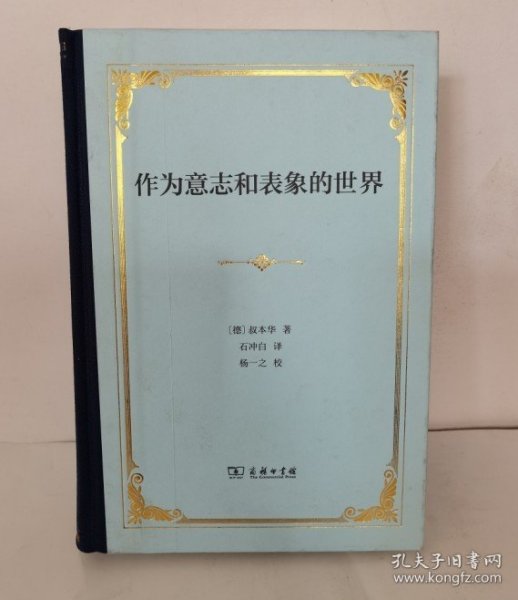 作为意志和表象的世界
〔德〕叔本华 著
石冲白 译
杨一之 校
商务印书馆
The Commercial Press
孔夫子旧书网
www.kongfz.com